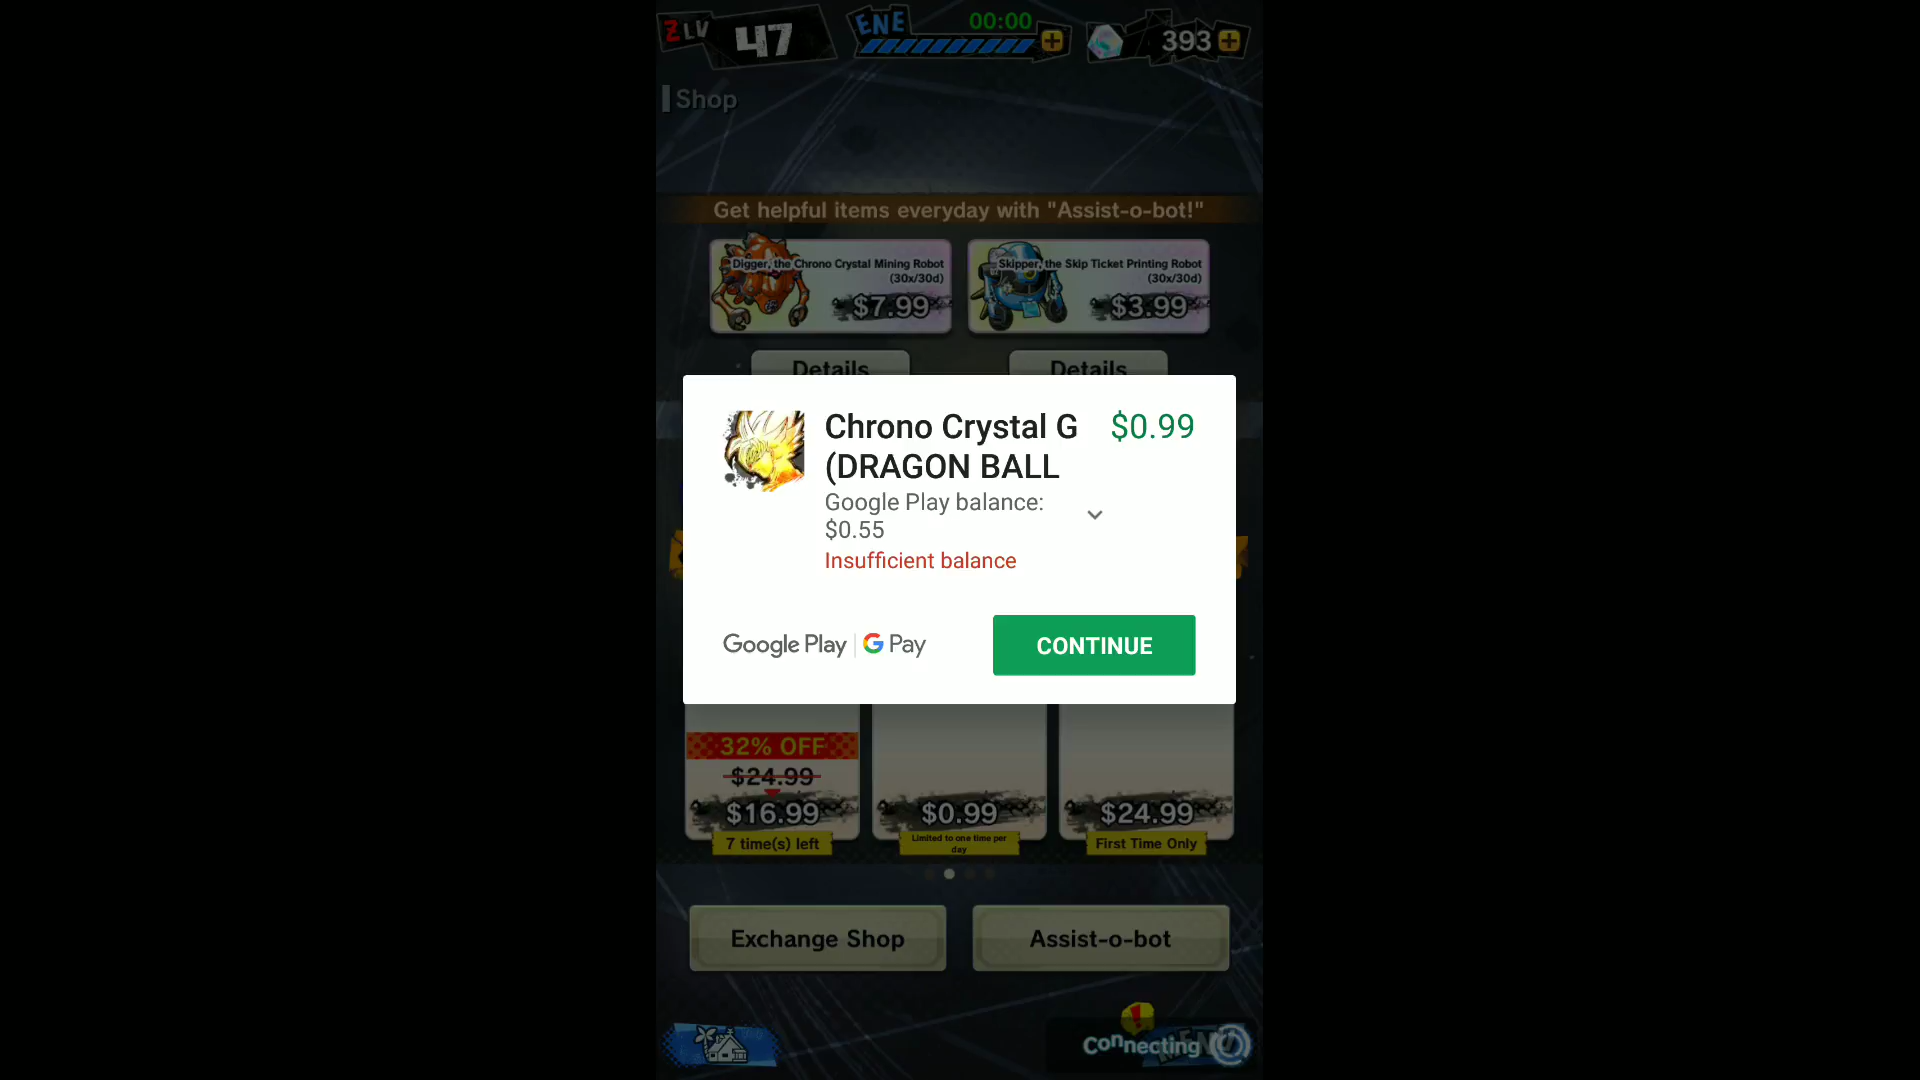 ZLV 47
ENE
00:00
393
Shop
Get helpful items everyday with "Assist-o-bot!"
Digger, the Chrono Crystal Mining Robot
(30x/30d)
$7.99
Skipper, the Skip Ticket Printing Robot
(30x/30d)
$3.99
Details
Details
Chrono Crystal G
(DRAGON BALL
$0.99
Google Play balance:
$0.55
Insufficient balance
Google Play | G Pay
CONTINUE
32% OFF
$24.99
$16.99
7 time(s) left
$0.99
Limited to one time per
day
$24.99
First Time Only
Exchange Shop
Assist-o-bot
Connecting